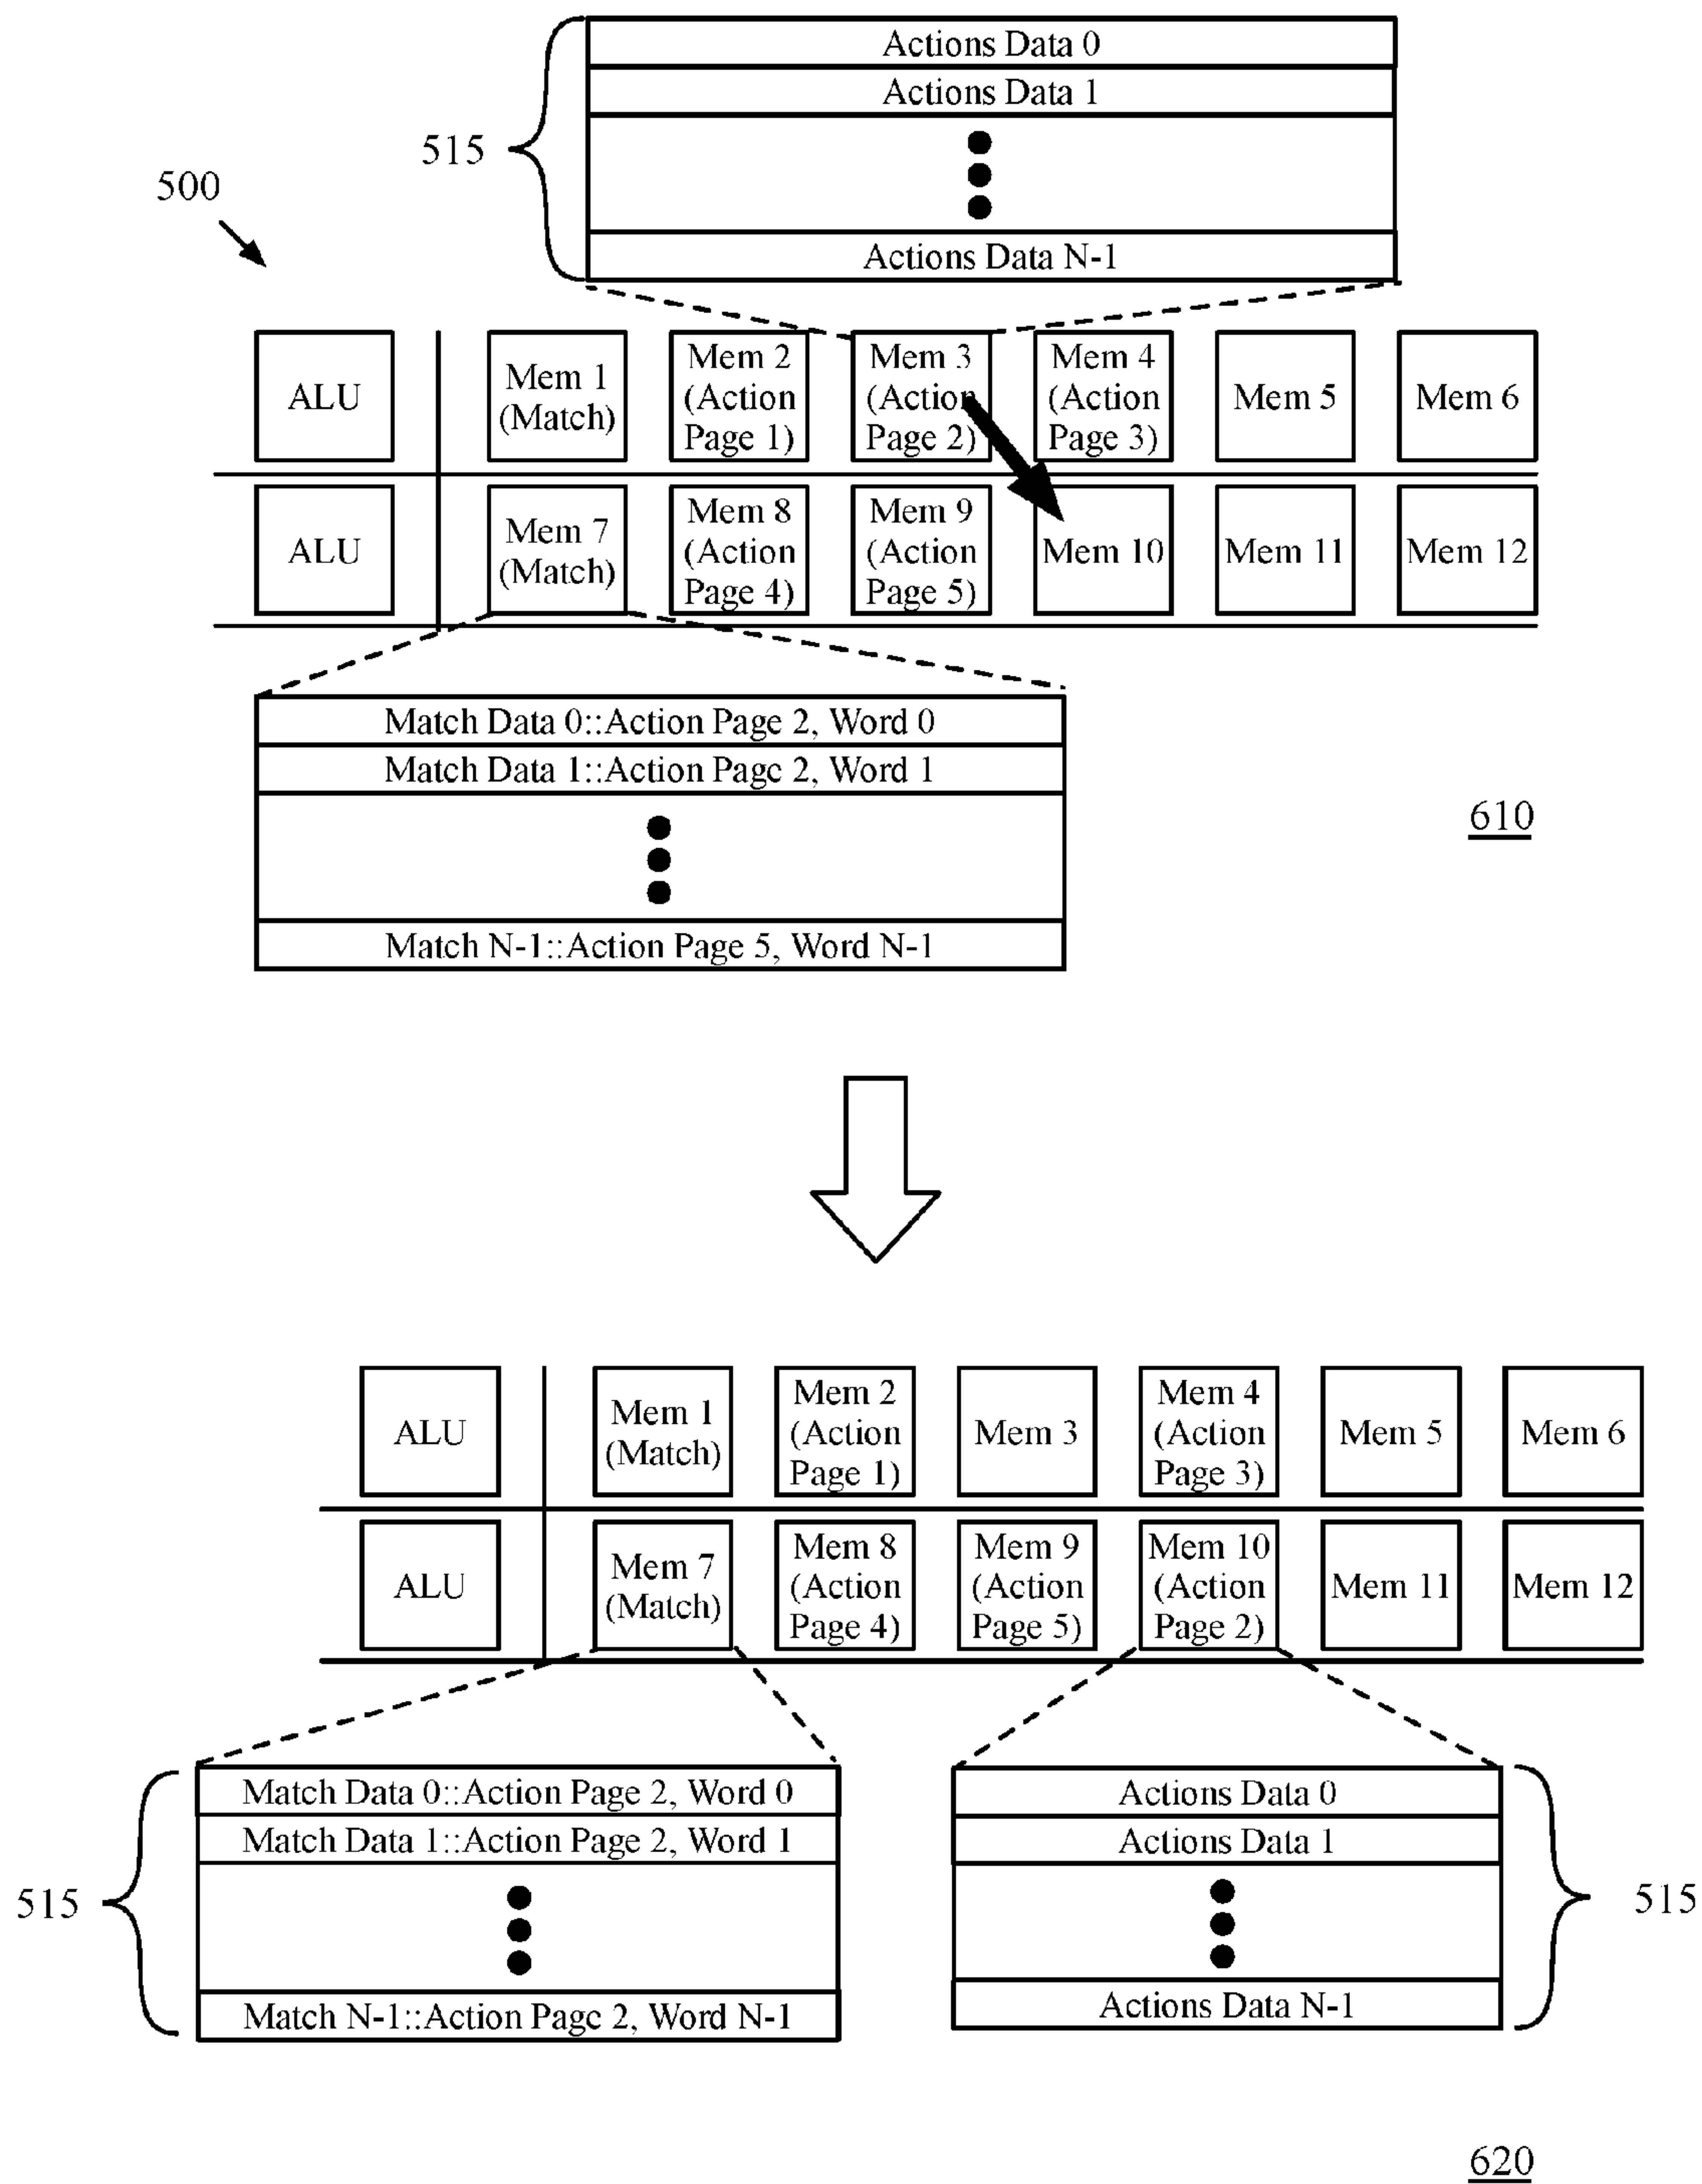 Actions Data 0
Actions Data 1
515
500
Actions Data N-1
ALU
Mem 1
(Match)
Mem 2
(Action
Page 1)
Mem 3
(Action
Page 2)
Mem 4
(Action
Page 3)
Mem 5
Mem 6
ALU
Mem 7
(Match)
Mem 8
(Action
Page 4)
Mem 9
(Action
Page 5)
Mem 10
Mem 11
Mem 12
Match Data 0::Action Page 2, Word 0
Match Data 1::Action Page 2, Word 1
610
Match N-1::Action Page 5, Word N-1
ALU
Mem 1
(Match)
Mem 2
(Action
Page 1)
Mem 3
Mem 4
(Action
Page 3)
Mem 5
Mem 6
ALU
Mem 7
(Match)
Mem 8
(Action
Page 4)
Mem 9
(Action
Page 5)
Mem 10
(Action
Page 2)
Mem 11
Mem 12
Match Data 0::Action Page 2, Word 0
Match Data 1::Action Page 2, Word 1
515
Match N-1::Action Page 2, Word N-1
Actions Data 0
Actions Data 1
515
Actions Data N-1
620